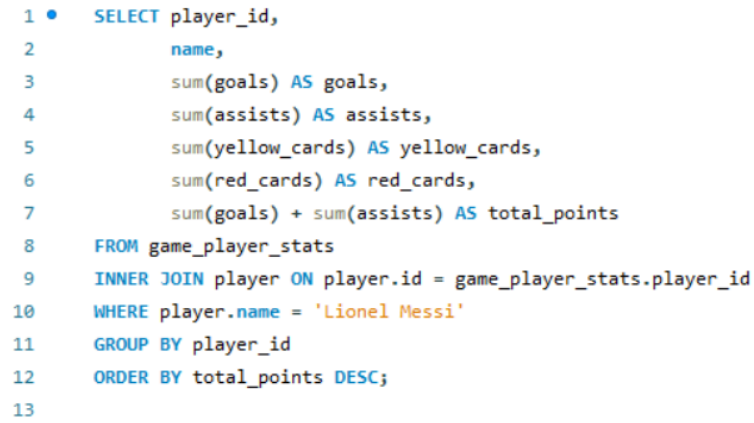 1 SELECT player_id,
2 name,
3 sum(goals) AS goals,
4 sum(assists) AS assists,
5 sum(yellow_cards) AS yellow_cards,
6 sum(red_cards) AS red_cards,
7 sum(goals) + sum(assists) AS total_points
8 FROM game_player_stats
9 INNER JOIN player ON player.id = game_player_stats.player_id
10 WHERE player.name = 'Lionel Messi'
11 GROUP BY player_id
12 ORDER BY total_points DESC;
13